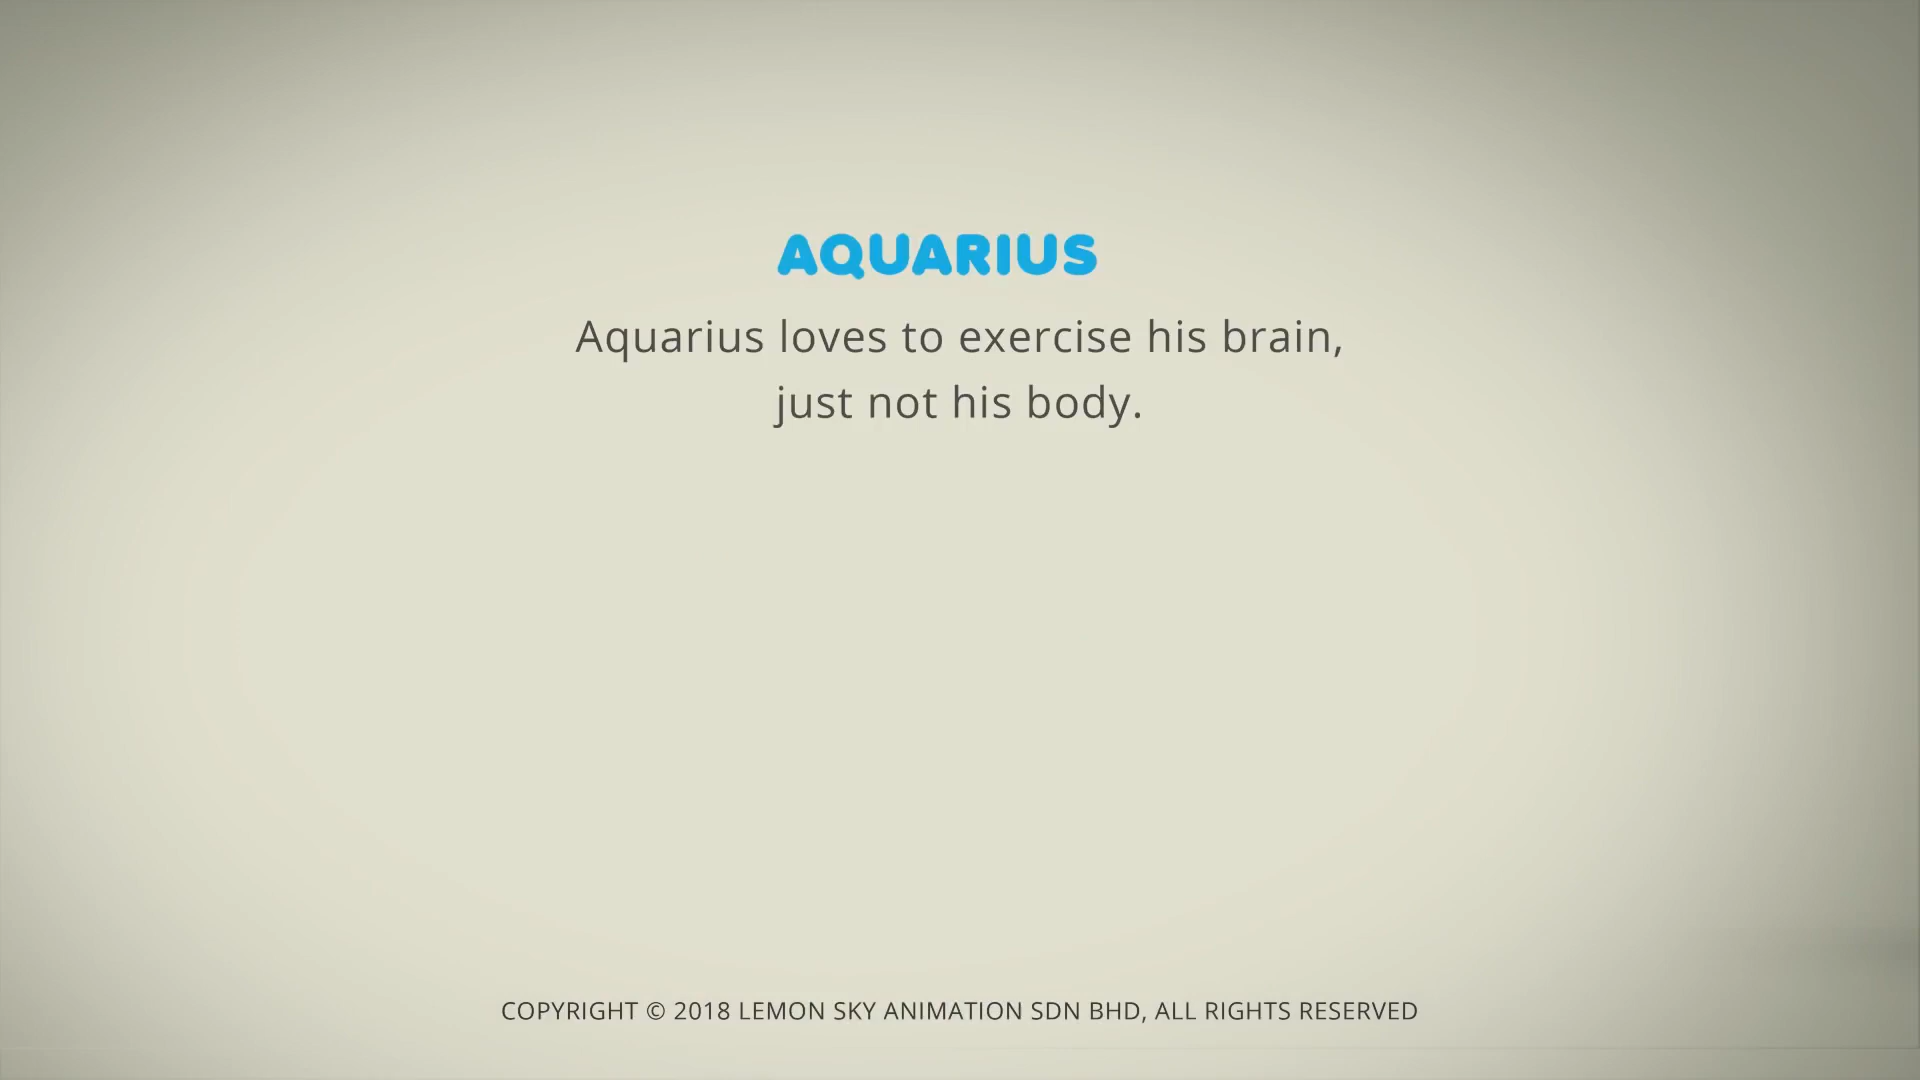 AQUARIUS
Aquarius loves to exercise his brain,
just not his body.
COPYRIGHT © 2018 LEMON SKY ANIMATION SDN BHD, ALL RIGHTS RESERVED